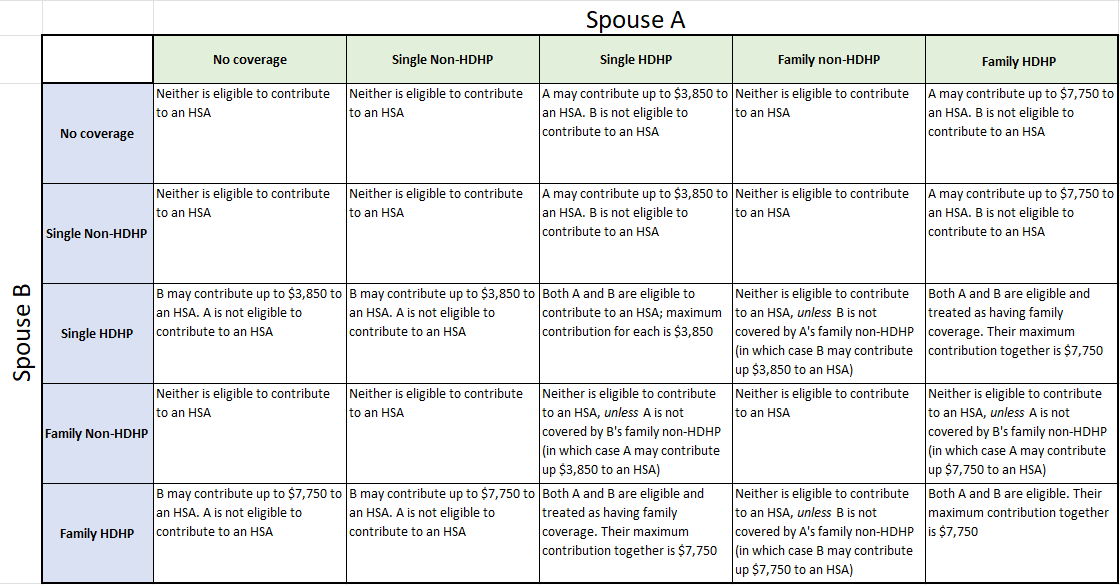 Spouse A
No coverage
Single Non-HDHP
Single HDHP
Family non-HDHP
Family HDHP
Spouse B
No coverage
Neither is eligible to contribute
to an HSA
Neither is eligible to contribute
to an HSA
A may contribute up to $3,850 to
an HSA. B is not eligible to
contribute to an HSA
Neither is eligible to contribute
to an HSA
A may contribute up to $7,750 to
an HSA. B is not eligible to
contribute to an HSA
Single Non-HDHP
Neither is eligible to contribute
to an HSA
Neither is eligible to contribute
to an HSA
A may contribute up to $3,850 to
an HSA. B is not eligible to
contribute to an HSA
Neither is eligible to contribute
to an HSA
A may contribute up to $7,750 to
an HSA. B is not eligible to
contribute to an HSA
Single HDHP
B may contribute up to $3,850 to
an HSA. A is not eligible to
contribute to an HSA
B may contribute up to $3,850 to
an HSA. A is not eligible to
contribute to an HSA
Both A and B are eligible to
contribute to an HSA; maximum
contribution for each is $3,850
Neither is eligible to contribute
to an HSA, unless B is not
covered by A's family non-HDHP
(in which case B may contribute
up $3,850 to an HSA)
Both A and B are eligible and
treated as having family
coverage. Their maximum
contribution together is $7,750
Family Non-HDHP
Neither is eligible to contribute
to an HSA
Neither is eligible to contribute
to an HSA
Neither is eligible to contribute
to an HSA, unless A is not
covered by B's family non-HDHP
(in which case A may contribute
up $3,850 to an HSA)
Neither is eligible to contribute
to an HSA
Neither is eligible to contribute
to an HSA, unless A is not
covered by B's family non-HDHP
(in which case A may contribute
up $7,750 to an HSA)
Family HDHP
B may contribute up to $7,750 to
an HSA. A is not eligible to
contribute to an HSA
B may contribute up to $7,750 to
an HSA. A is not eligible to
contribute to an HSA
Both A and B are eligible and
treated as having family
coverage. Their maximum
contribution together is $7,750
Neither is eligible to contribute
to an HSA, unless B is not
covered by A's family non-HDHP
(in which case B may contribute
up $7,750 to an HSA)
Both A and B are eligible. Their
maximum contribution together
is $7,750